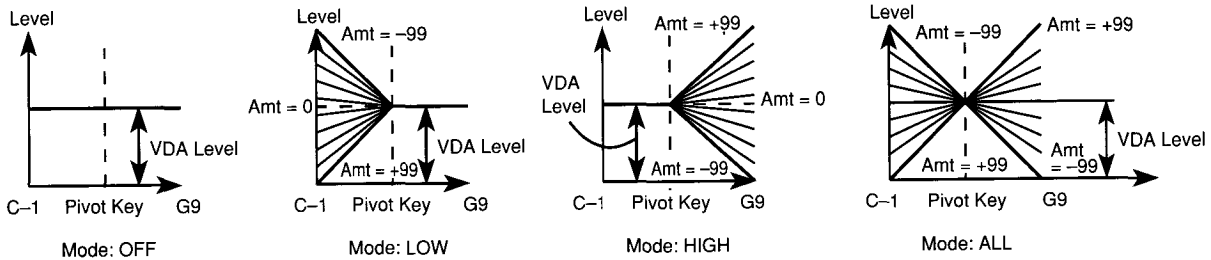 Level
VDA Level
C–1 Pivot Key G9
Mode: OFF
Level
Amt = –99
Amt = 0
VDA Level
Amt = +99
C–1 Pivot Key G9
Mode: LOW
Level
Amt = +99
VDA
Level
Amt = 0
Amt = –99
C–1 Pivot Key G9
Mode: HIGH
Level
Amt = –99
Amt = +99
VDA Level
Amt = +99
Amt
= –99
C–1 Pivot Key G9
Mode: ALL